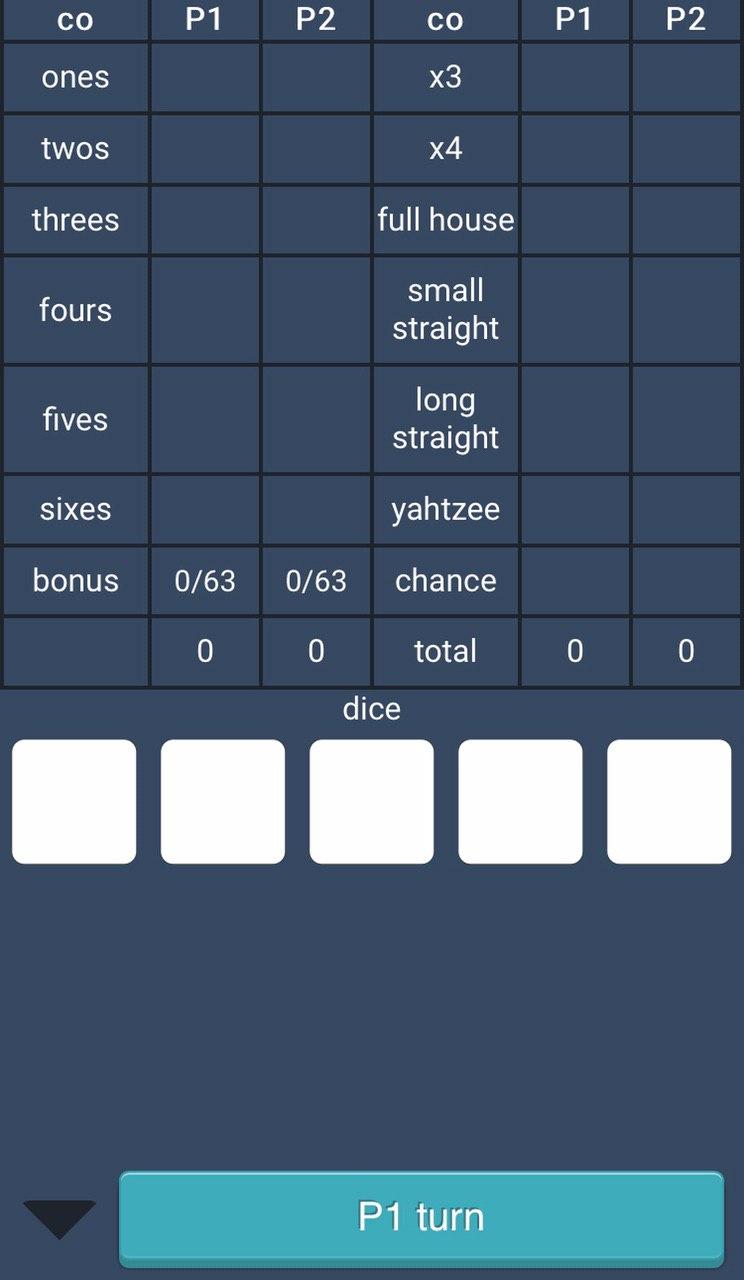 co P1 P2 co P1 P2
ones x3
twos x4
threes full house
fours small straight
fives long straight
sixes yahtzee
bonus 0/63 0/63 chance
0 0 total 0 0
dice
P1 turn